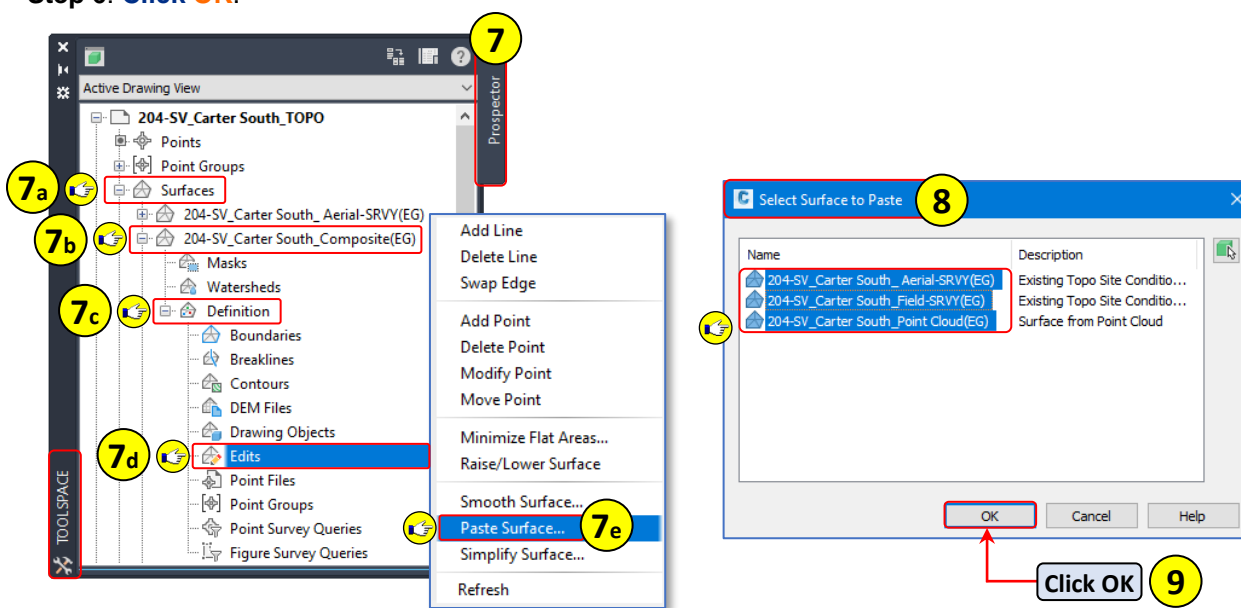 Step 6: Click OK.
7
Prospector
Active Drawing View
204-SV_Carter South_TOPO
Points
Point Groups
7a
Surfaces
204-SV_Carter South_ Aerial-SRVY(EG)
7b
204-SV_Carter South_Composite(EG)
Masks
Watersheds
7c
Definition
Boundaries
Breaklines
Contours
DEM Files
Drawing Objects
7d
Edits
Point Files
Point Groups
Point Survey Queries
Figure Survey Queries
TOOLSPACE
Add Line
Delete Line
Swap Edge
Add Point
Delete Point
Modify Point
Move Point
Minimize Flat Areas...
Raise/Lower Surface
Smooth Surface...
Paste Surface...
7e
Simplify Surface...
Refresh
Select Surface to Paste
8
Name Description
204-SV_Carter South_ Aerial-SRVY(EG) Existing Topo Site Conditio...
204-SV_Carter South_Field-SRVY(EG) Existing Topo Site Conditio...
204-SV_Carter South_Point Cloud(EG) Surface from Point Cloud
OK Cancel Help
Click OK
9